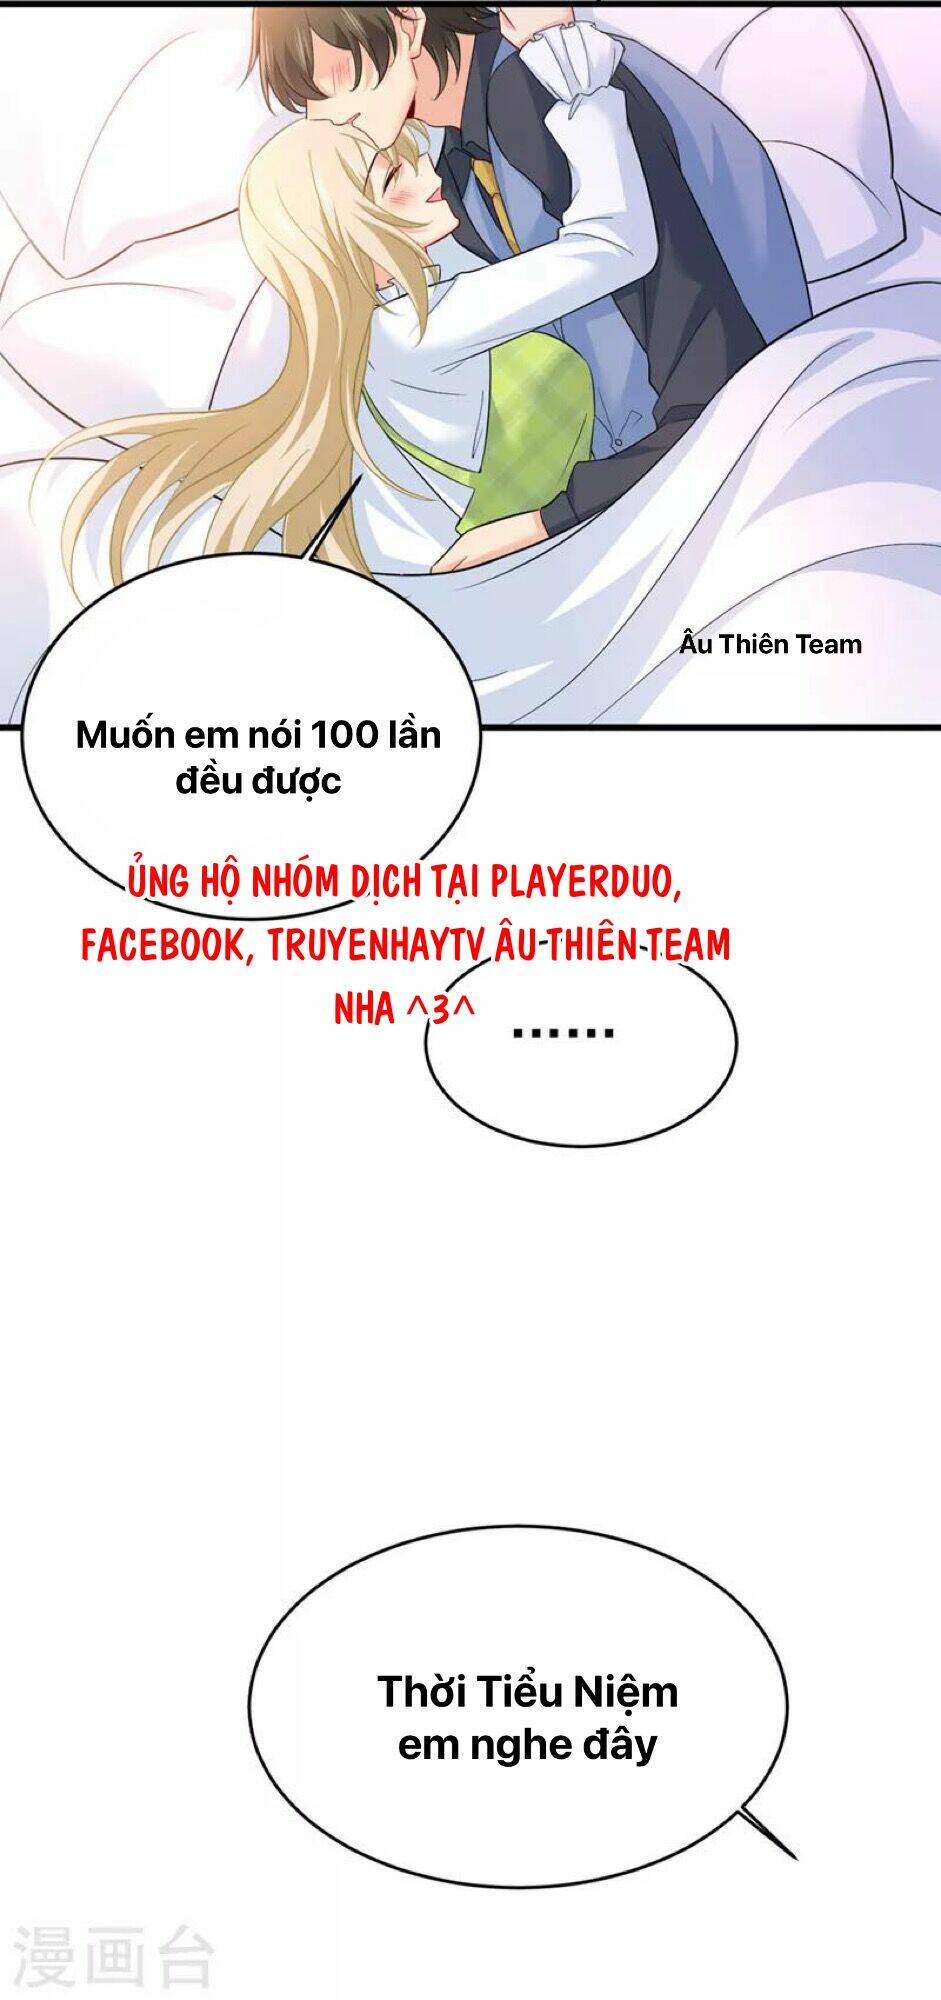 Âu Thiên Team
Muốn em nói 100 lần
đều được
ỦNG HỘ NHÓM DỊCH TẠI PLAYERDUO,
FACEBOOK, TRUYENHAYTV ÂU THIÊN TEAM
NHA ^3^
......
Thời Tiểu Niệm
em nghe đây
漫画台